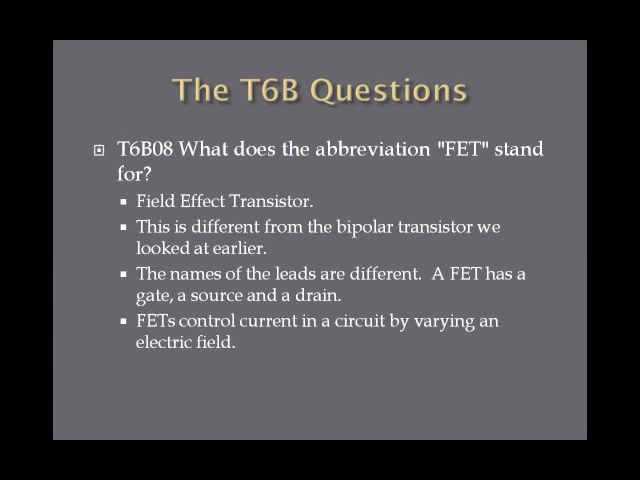 The T6B Questions
T6B08 What does the abbreviation "FET" stand
for?
Field Effect Transistor.
This is different from the bipolar transistor we
looked at earlier.
The names of the leads are different.  A FET has a
gate, a source and a drain.
FETs control current in a circuit by varying an
electric field.